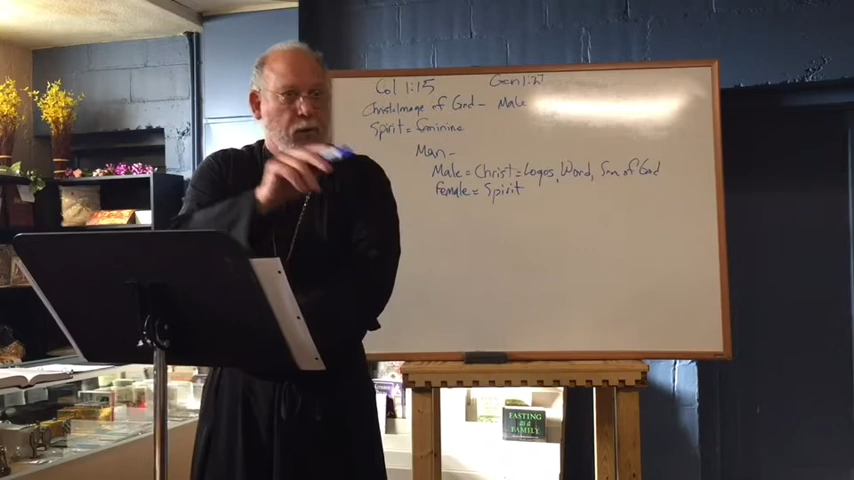 Col 1:15 Gen 1:27
Christ: Image of God – Male
Spirit = feminine
Man –
Male = Christ = Logos, Word, Son of God
Female = Spirit
FASTING
as a
FAMILY